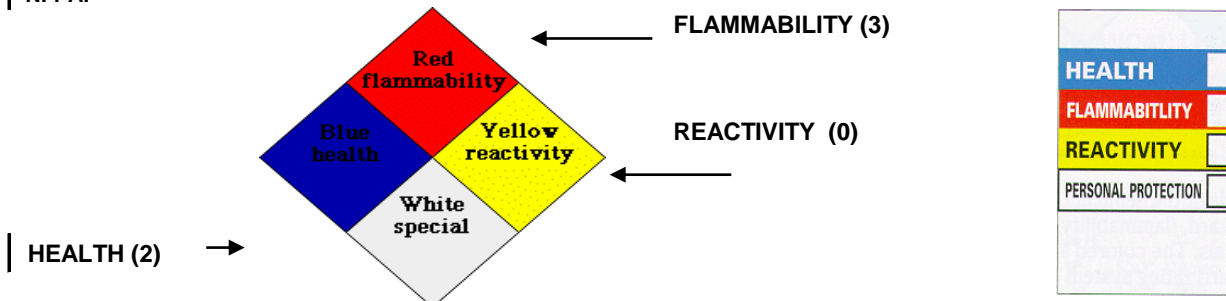 FLAMMABILITY (3)
Red
flammability
Blue
health
Yellow
reactivity
REACTIVITY (0)
White
special
HEALTH (2)
HEALTH
FLAMMABITLITY
REACTIVITY
PERSONAL PROTECTION